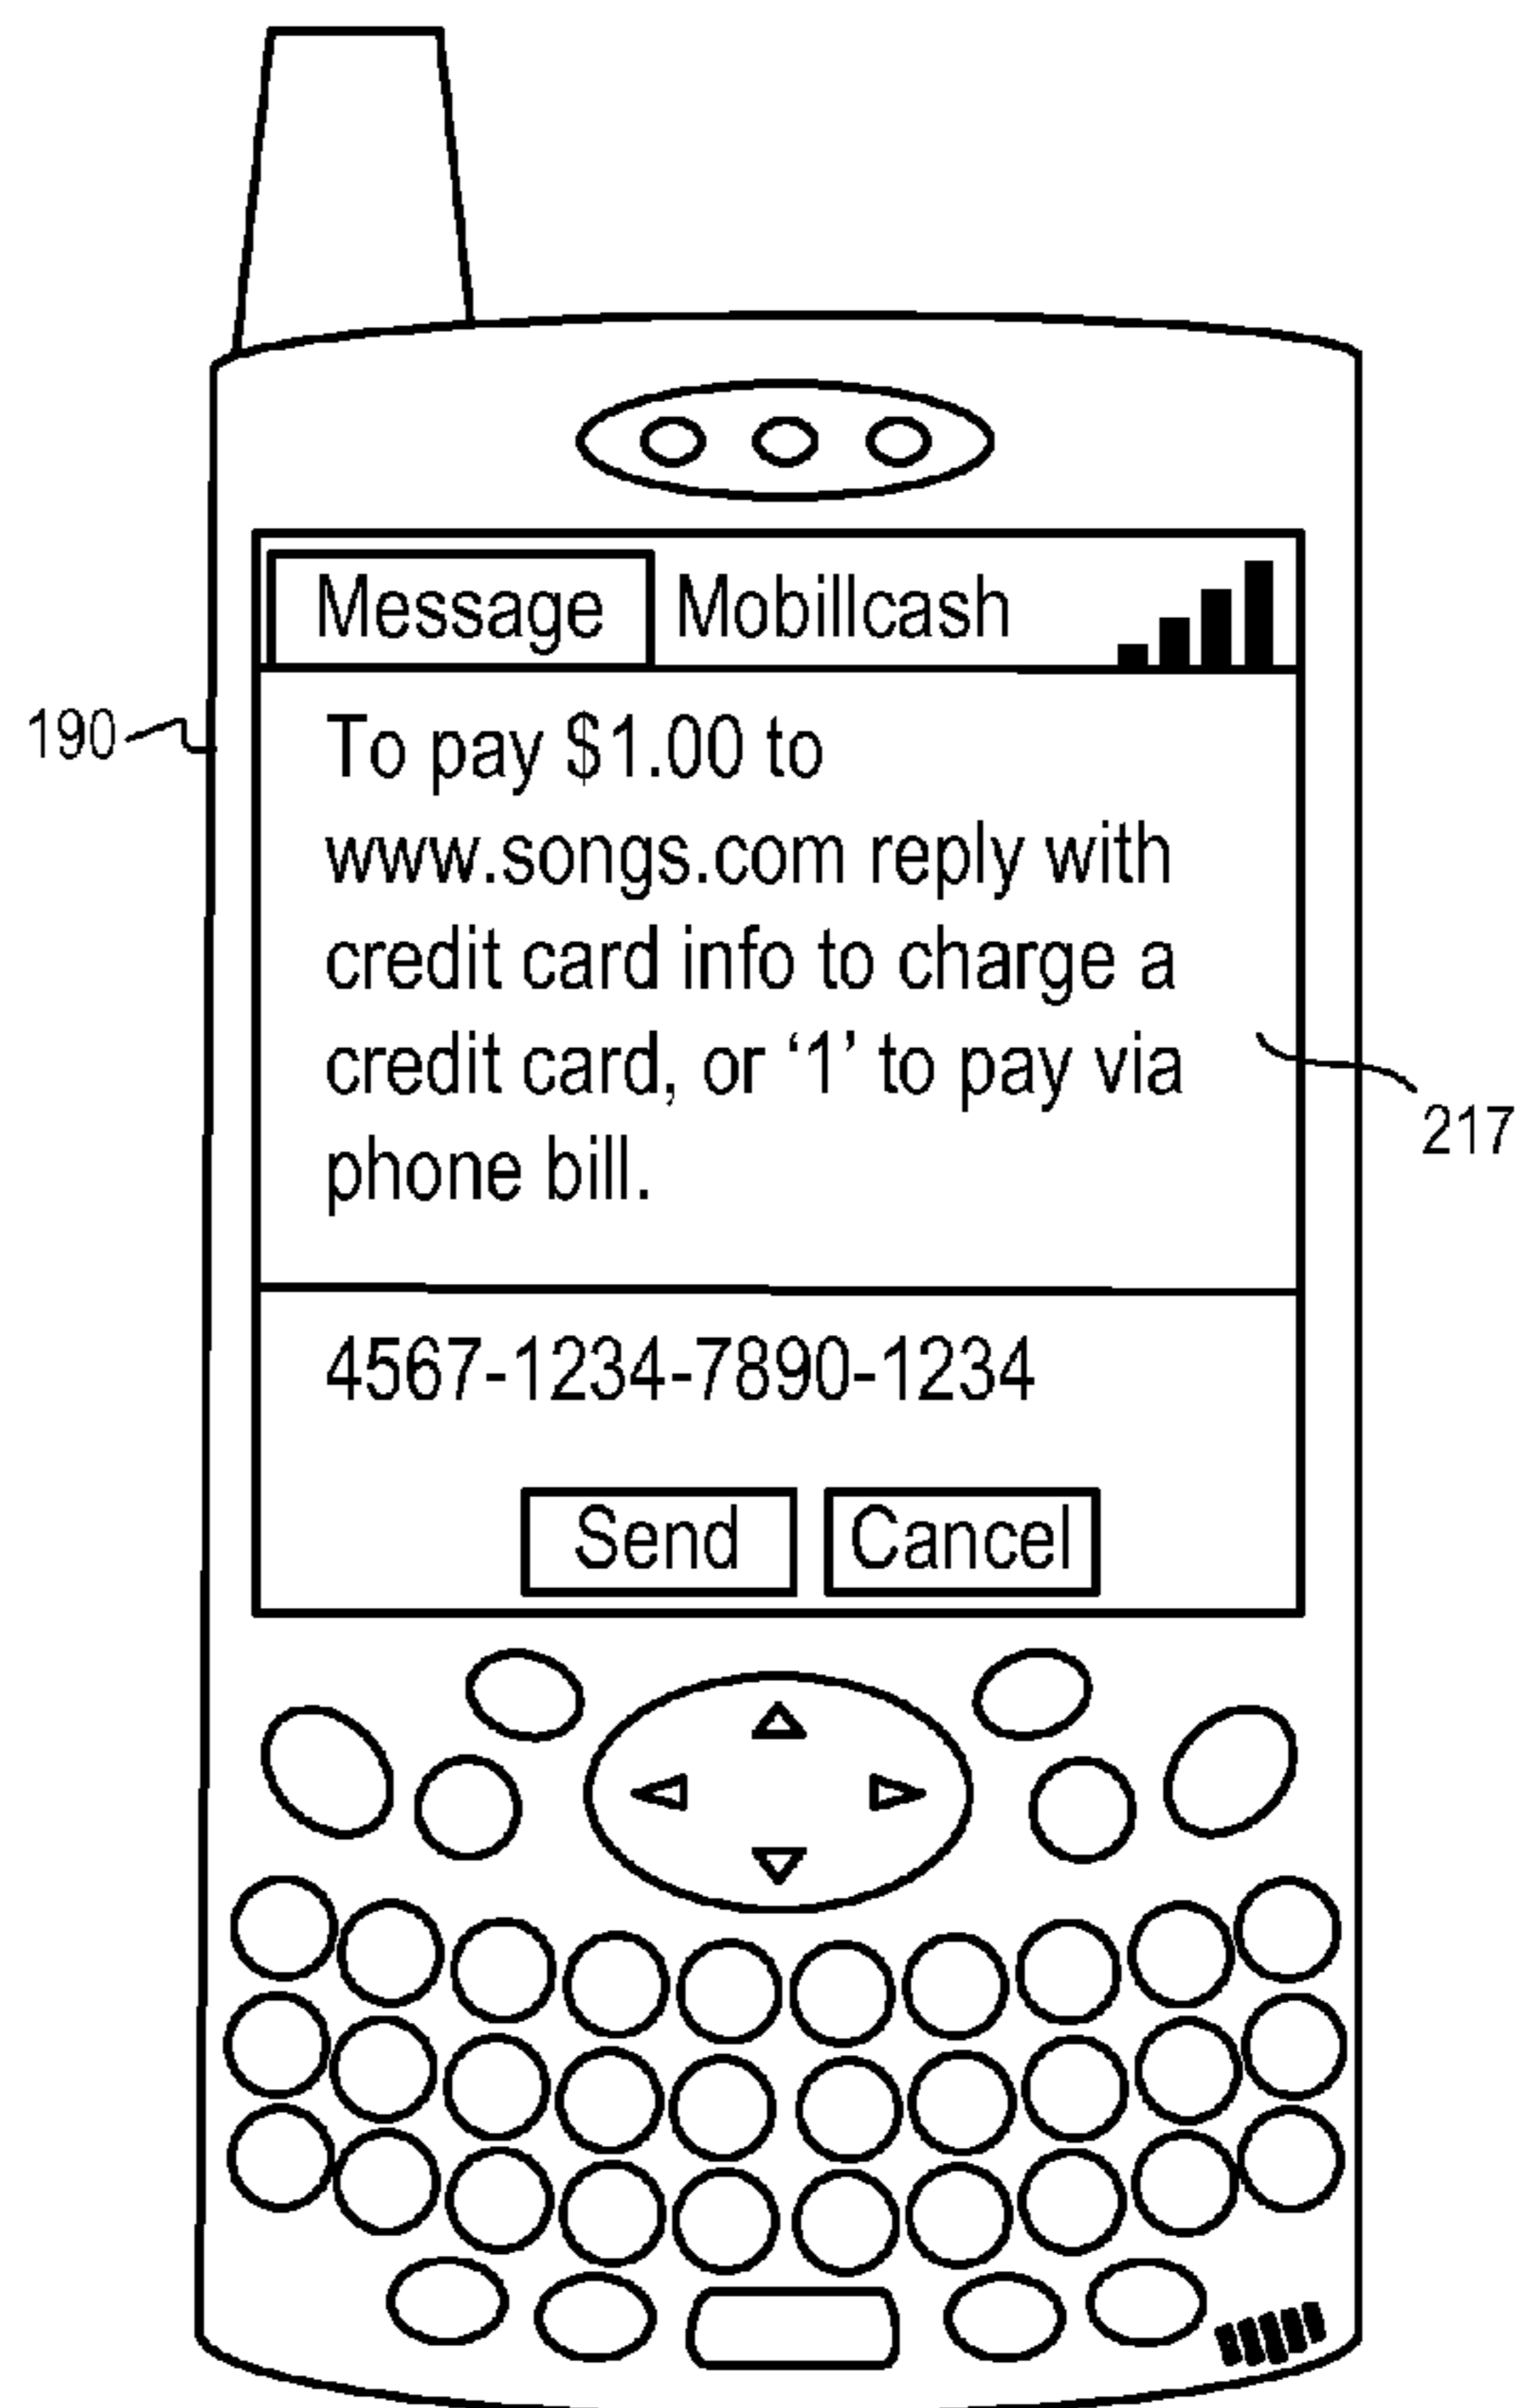 Message Mobillcash
190
To pay $1.00 to
www.songs.com reply with
credit card info to charge a
credit card, or ‘1’ to pay via
217
phone bill.
4567-1234-7890-1234
Send Cancel